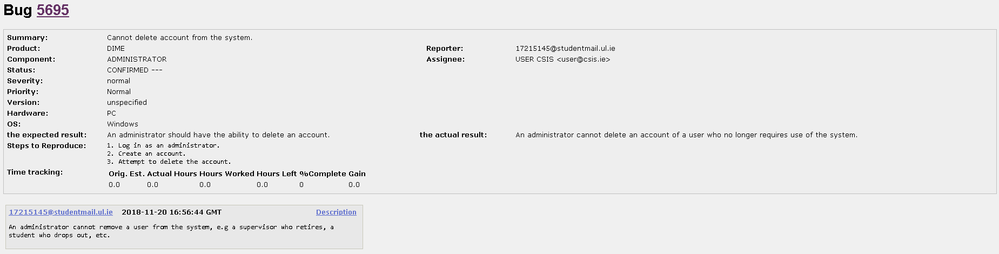 Bug 5695
Summary: Cannot delete account from the system.
Product: DIME Reporter: 17215145@studentmail.ul.ie
Component: ADMINISTRATOR Assignee: USER CSIS <user@csis.ie>
Status: CONFIRMED ---
Severity: normal
Priority: Normal
Version: unspecified
Hardware: PC
OS: Windows
the expected result: An administrator should have the ability to delete an account. the actual result: An administrator cannot delete an account of a user who no longer requires use of the system.
Steps to Reproduce: 1. Log in as an administrator.
2. Create an account.
3. Attempt to delete the account.
Time tracking: Orig. Est. Actual Hours Hours Worked Hours Left %Complete Gain
0.0 0.0 0.0 0.0 0 0.0
17215145@studentmail.ul.ie 2018-11-20 16:56:44 GMT Description
An administrator cannot remove a user from the system, e.g a supervisor who retires, a
student who drops out, etc.